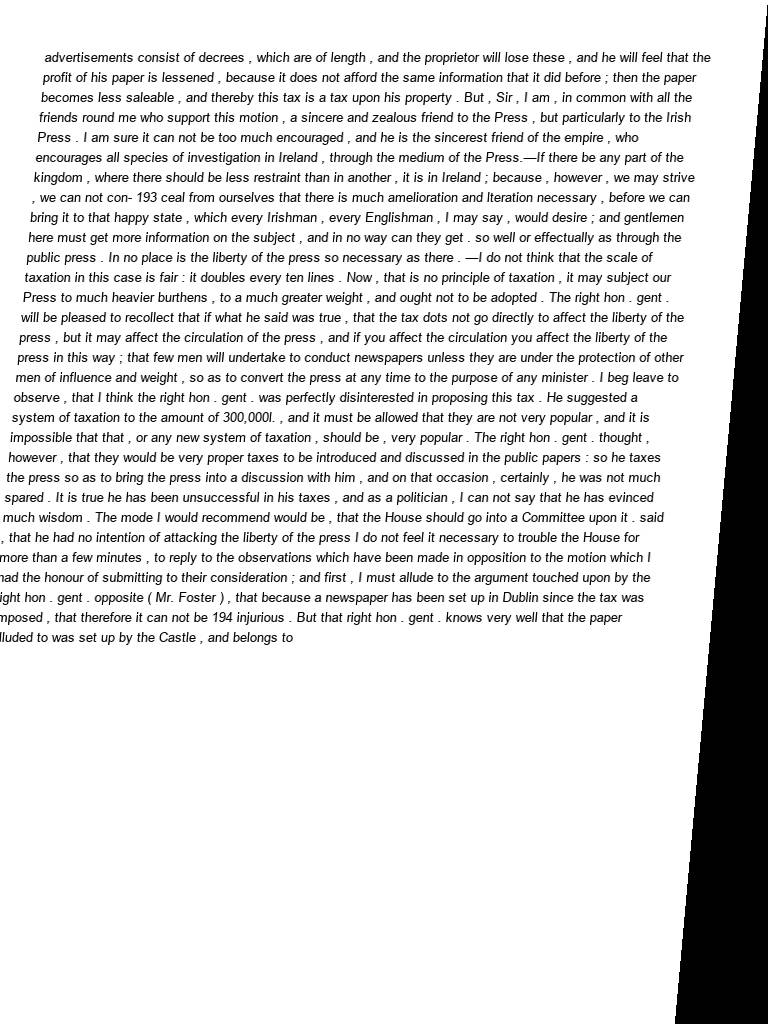 advertisements consist of decrees , which are of length , and the proprietor will lose these , and he will feel that the
profit of his paper is lessened , because it does not afford the same information that it did before ; then the paper
becomes less saleable , and thereby this tax is a tax upon his property . But , Sir , I am , in common with all the
friends round me who support this motion , a sincere and zealous friend to the Press , but particularly to the Irish
Press . I am sure it can not be too much encouraged , and he is the sincerest friend of the empire , who
encourages all species of investigation in Ireland , through the medium of the Press.—If there be any part of the
kingdom , where there should be less restraint than in another , it is in Ireland ; because , however , we may strive
, we can not con- 193 ceal from ourselves that there is much amelioration and lteration necessary , before we can
bring it to that happy state , which every Irishman , every Englishman , I may say , would desire ; and gentlemen
here must get more information on the subject , and in no way can they get . so well or effectually as through the
public press . In no place is the liberty of the press so necessary as there . —I do not think that the scale of
taxation in this case is fair : it doubles every ten lines . Now , that is no principle of taxation , it may subject our
Press to much heavier burthens , to a much greater weight , and ought not to be adopted . The right hon . gent .
will be pleased to recollect that if what he said was true , that the tax dots not go directly to affect the liberty of the
press , but it may affect the circulation of the press , and if you affect the circulation you affect the liberty of the
press in this way ; that few men will undertake to conduct newspapers unless they are under the protection of other
men of influence and weight , so as to convert the press at any time to the purpose of any minister . I beg leave to
observe , that I think the right hon . gent . was perfectly disinterested in proposing this tax . He suggested a
system of taxation to the amount of 300,000l. , and it must be allowed that they are not very popular , and it is
impossible that that , or any new system of taxation , should be , very popular . The right hon . gent . thought ,
however , that they would be very proper taxes to be introduced and discussed in the public papers : so he taxes
the press so as to bring the press into a discussion with him , and on that occasion , certainly , he was not much
spared . It is true he has been unsuccessful in his taxes , and as a politician , I can not say that he has evinced
much wisdom . The mode I would recommend would be , that the House should go into a Committee upon it . said
, that he had no intention of attacking the liberty of the press I do not feel it necessary to trouble the House for
more than a few minutes , to reply to the observations which have been made in opposition to the motion which I
had the honour of submitting to their consideration ; and first , I must allude to the argument touched upon by the
ight hon . gent . opposite ( Mr. Foster ) , that because a newspaper has been set up in Dublin since the tax was
mposed , that therefore it can not be 194 injurious . But that right hon . gent . knows very well that the paper
lluded to was set up by the Castle , and belongs to